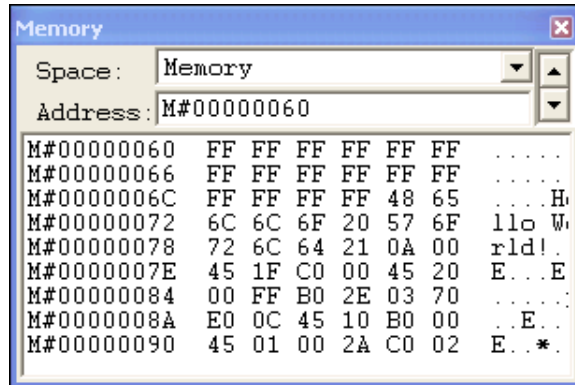 Memory
Space: Memory
Address: M#00000060
M#00000060 FF FF FF FF FF FF .....
M#00000066 FF FF FF FF FF FF .....
M#0000006C FF FF FF FF 48 65 ....H
M#00000072 6C 6C 6F 20 57 6F llo W
M#00000078 72 6C 64 21 0A 00 rld!.
M#0000007E 45 1F C0 00 45 20 E...E
M#00000084 00 FF B0 2E 03 70 .....
M#0000008A E0 0C 45 10 B0 00 ..E..
M#00000090 45 01 00 2A C0 02 E..*.